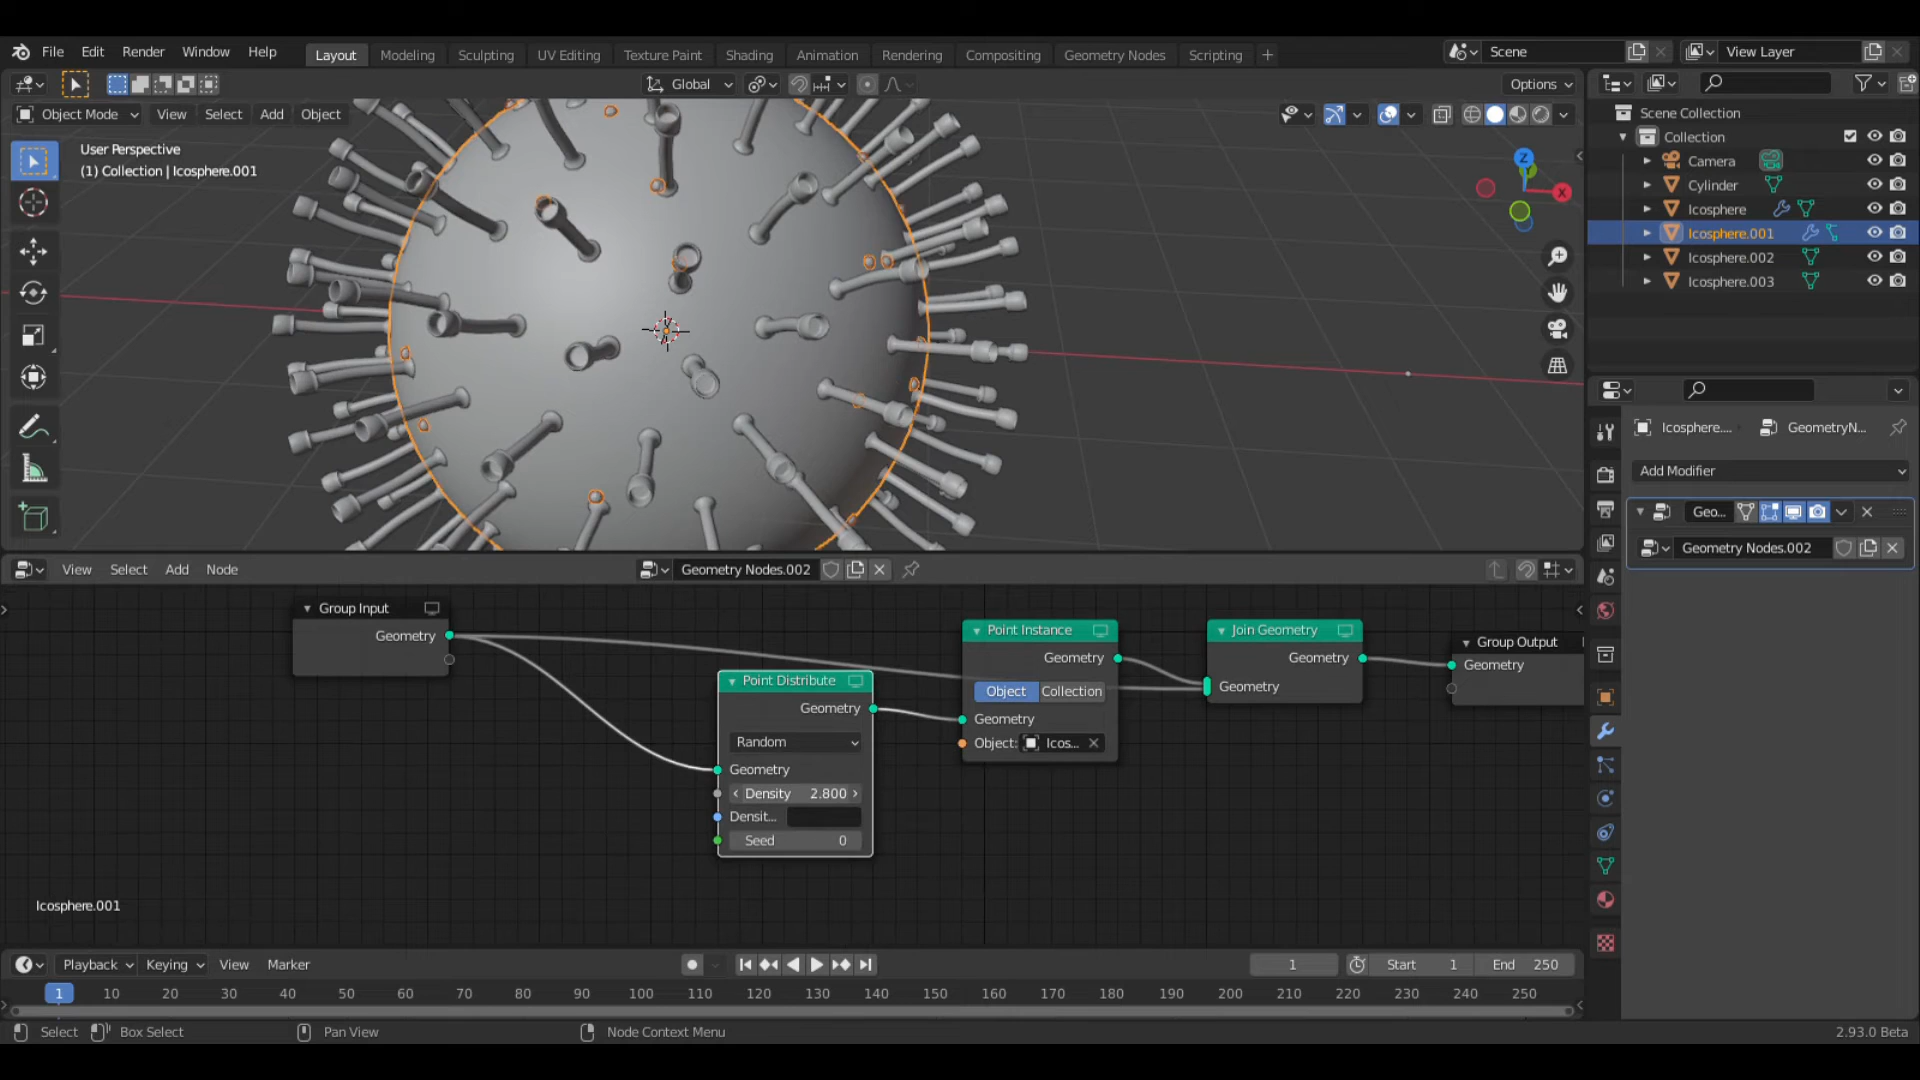 File Edit Render Window Help Layout Modeling Sculpting UV Editing Texture Paint Shading Animation Rendering Compositing Geometry Nodes Scripting + Scene View Layer
Global Options
Object Mode View Select Add Object
User Perspective
(1) Collection | Icosphere.001
Z
X
Scene Collection
Collection
Camera
Cylinder
Icosphere
Icosphere.001
Icosphere.002
Icosphere.003
Icosphere.... GeometryN...
Add Modifier
Geo...
Geometry Nodes.002
View Select Add Node Geometry Nodes.002
Group Input
Geometry
Point Distribute
Geometry
Random
Geometry
Density 2.800
Densit...
Seed 0
Point Instance
Geometry
Object Collection
Geometry
Object: Icos...
Join Geometry
Geometry
Geometry
Group Output
Geometry
Icosphere.001
Playback Keying View Marker 1 Start 1 End 250
1 10 20 30 40 50 60 70 80 90 100 110 120 130 140 150 160 170 180 190 200 210 220 230 240 250
Select Box Select Pan View Node Context Menu 2.93.0 Beta